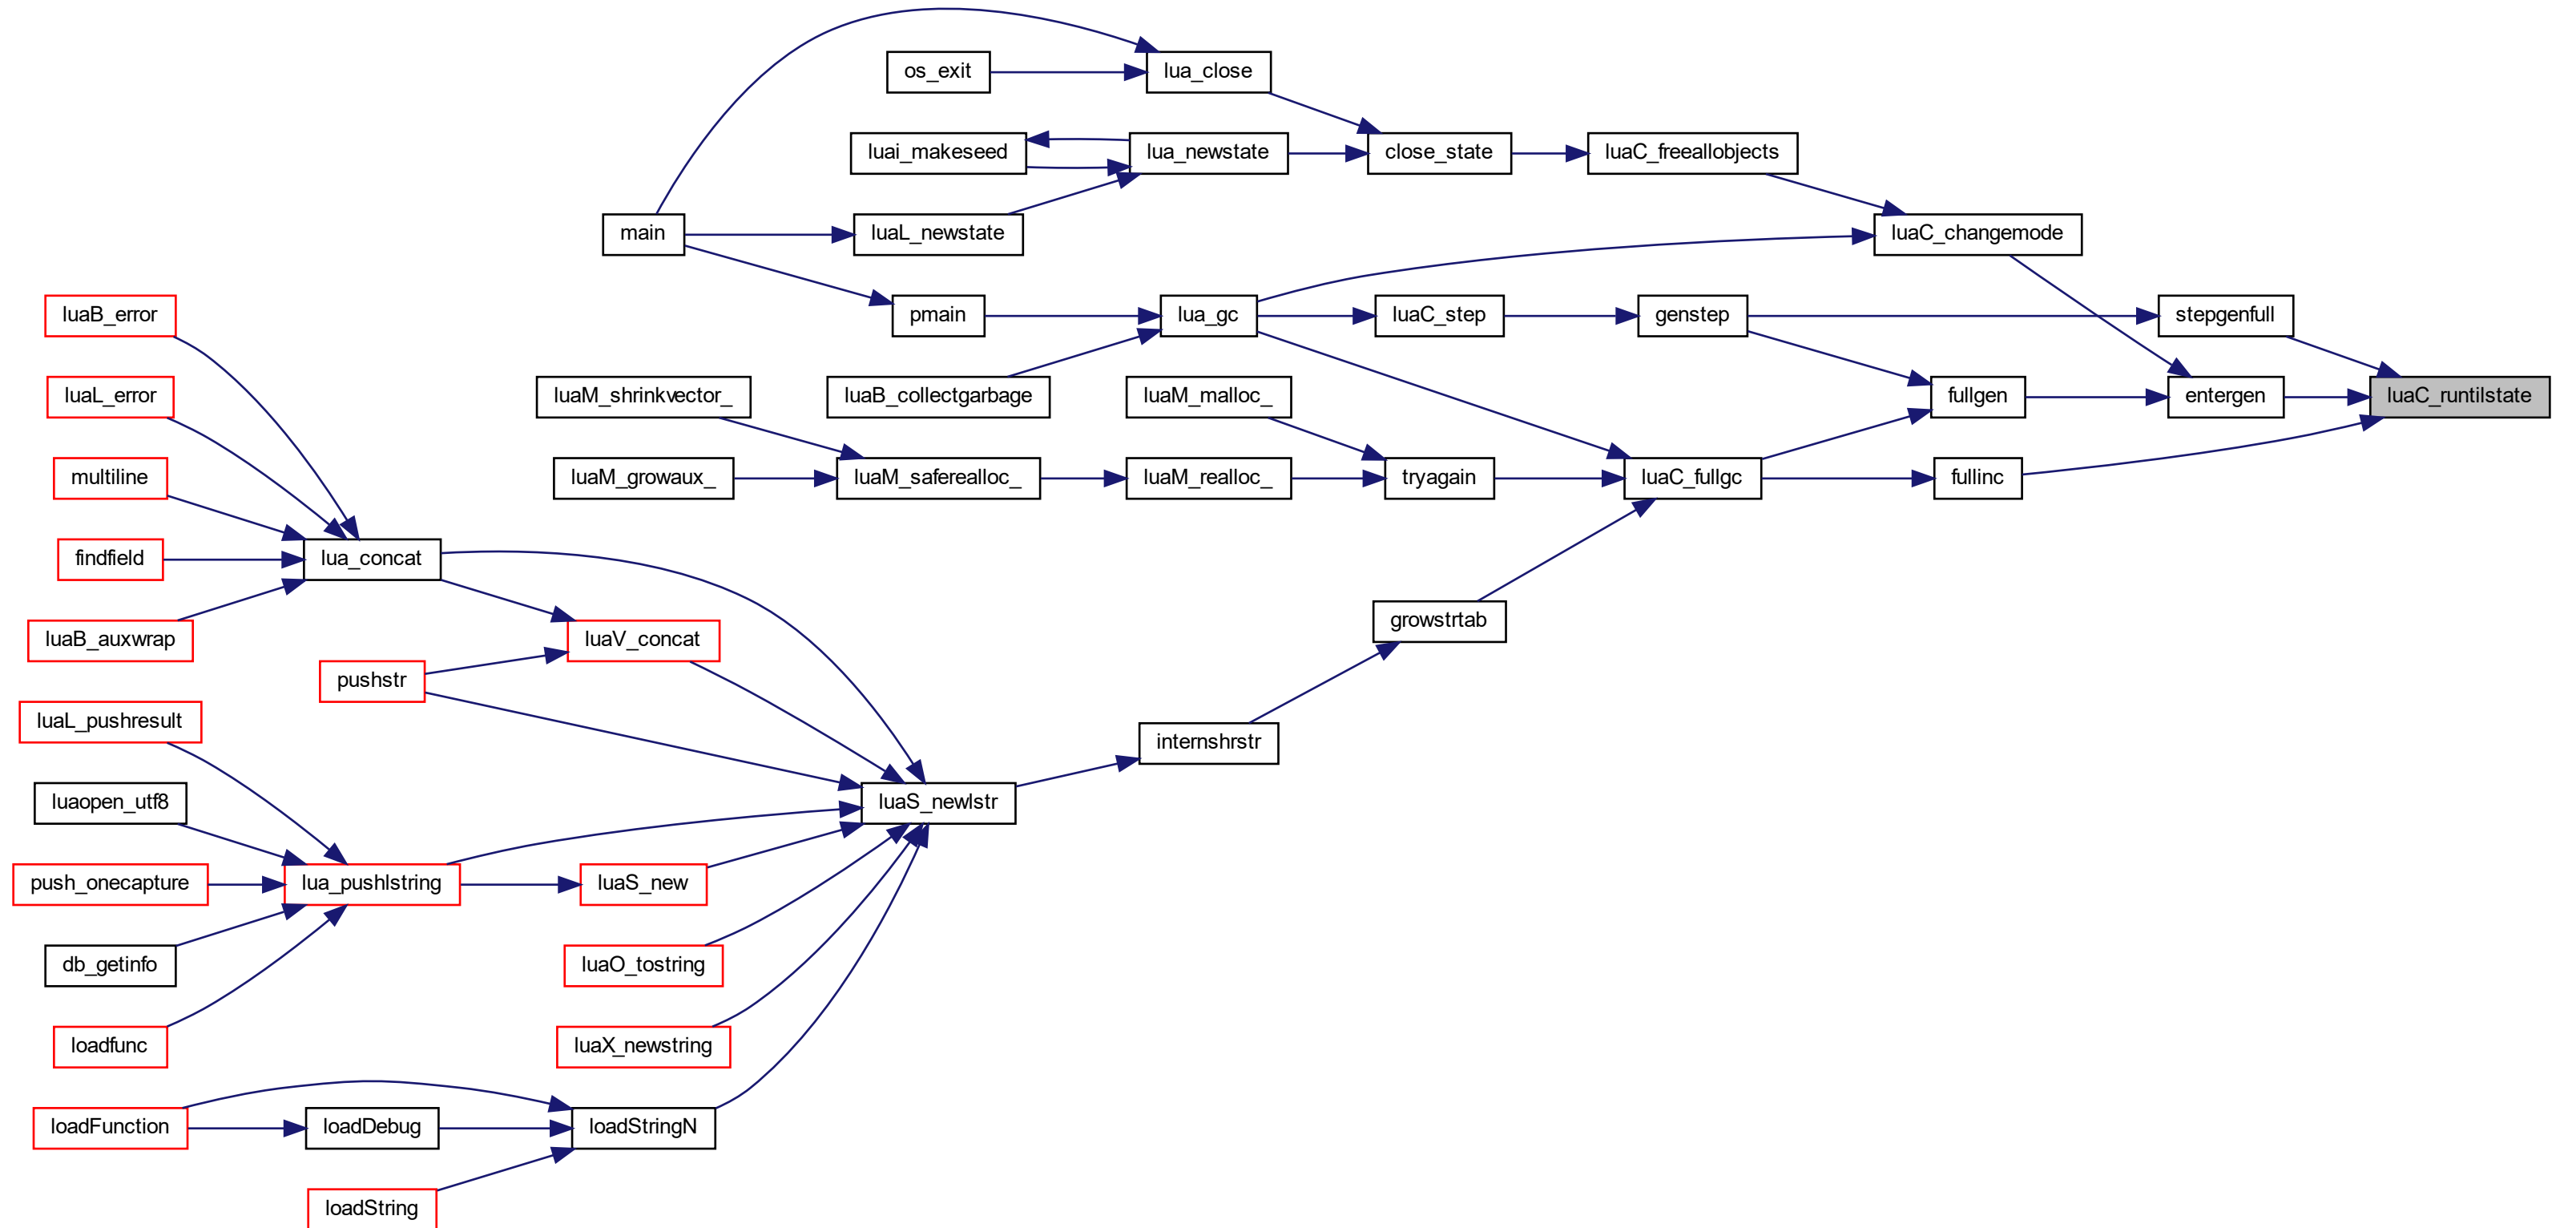 os_exit
lua_close
luai_makeseed
lua_newstate
close_state
luaC_freeallobjects
main
luaL_newstate
luaC_changemode
luaB_error
pmain
lua_gc
luaC_step
genstep
stepgenfull
luaL_error
luaM_shrinkvector_
luaB_collectgarbage
luaM_malloc_
fullgen
entergen
luaC_runtilstate
multiline
luaM_growaux_
luaM_saferealloc_
luaM_realloc_
tryagain
luaC_fullgc
fullinc
findfield
lua_concat
luaB_auxwrap
luaV_concat
growstrtab
pushstr
luaL_pushresult
internshrstr
luaopen_utf8
luaS_newlstr
push_onecapture
lua_pushlstring
luaS_new
db_getinfo
luaO_tostring
loadfunc
luaX_newstring
loadFunction
loadDebug
loadStringN
loadString